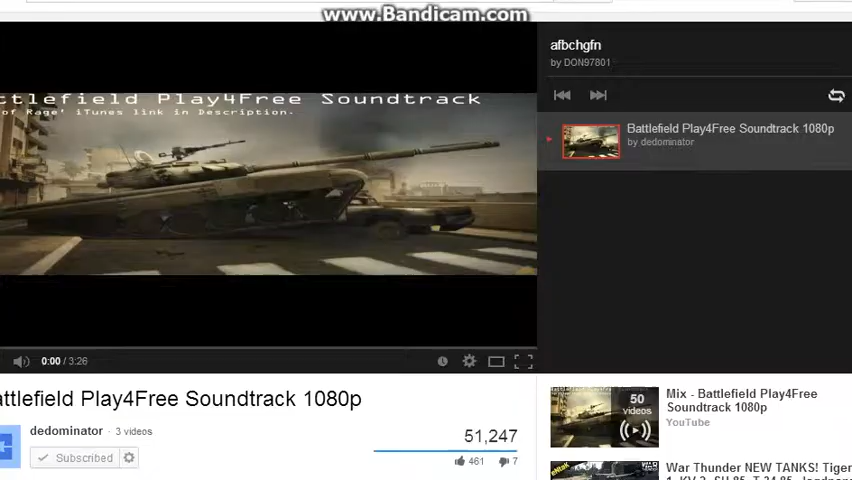 www.Bandicam.com
ttlefield Play4Free Soundtrack
of Rage' iTunes link in Description.
afbchgfn
by DON97801
Battlefield Play4Free Soundtrack 1080p
by dedominator
0:00 / 3:26
attlefield Play4Free Soundtrack 1080p
dedominator · 3 videos
Subscribed
51,247
461 7
50
videos
Mix - Battlefield Play4Free
Soundtrack 1080p
YouTube
War Thunder NEW TANKS! Tiger